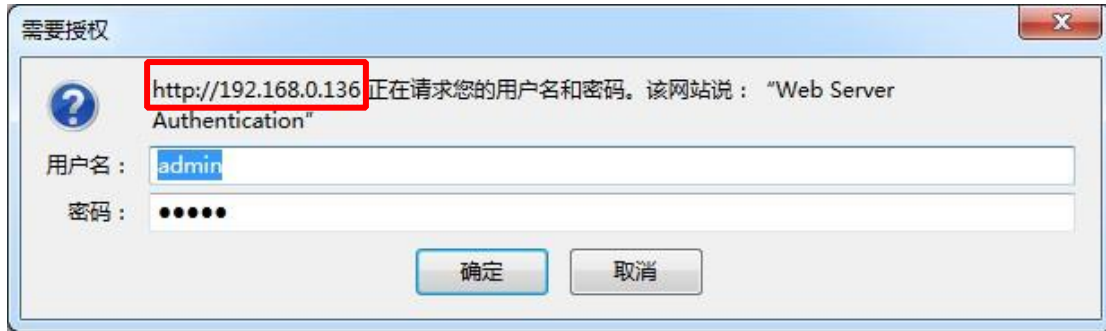 需要授权
http://192.168.0.136 正在请求您的用户名和密码。该网站说： “Web Server
Authentication”
用户名： admin
密码： •••••
确定 取消